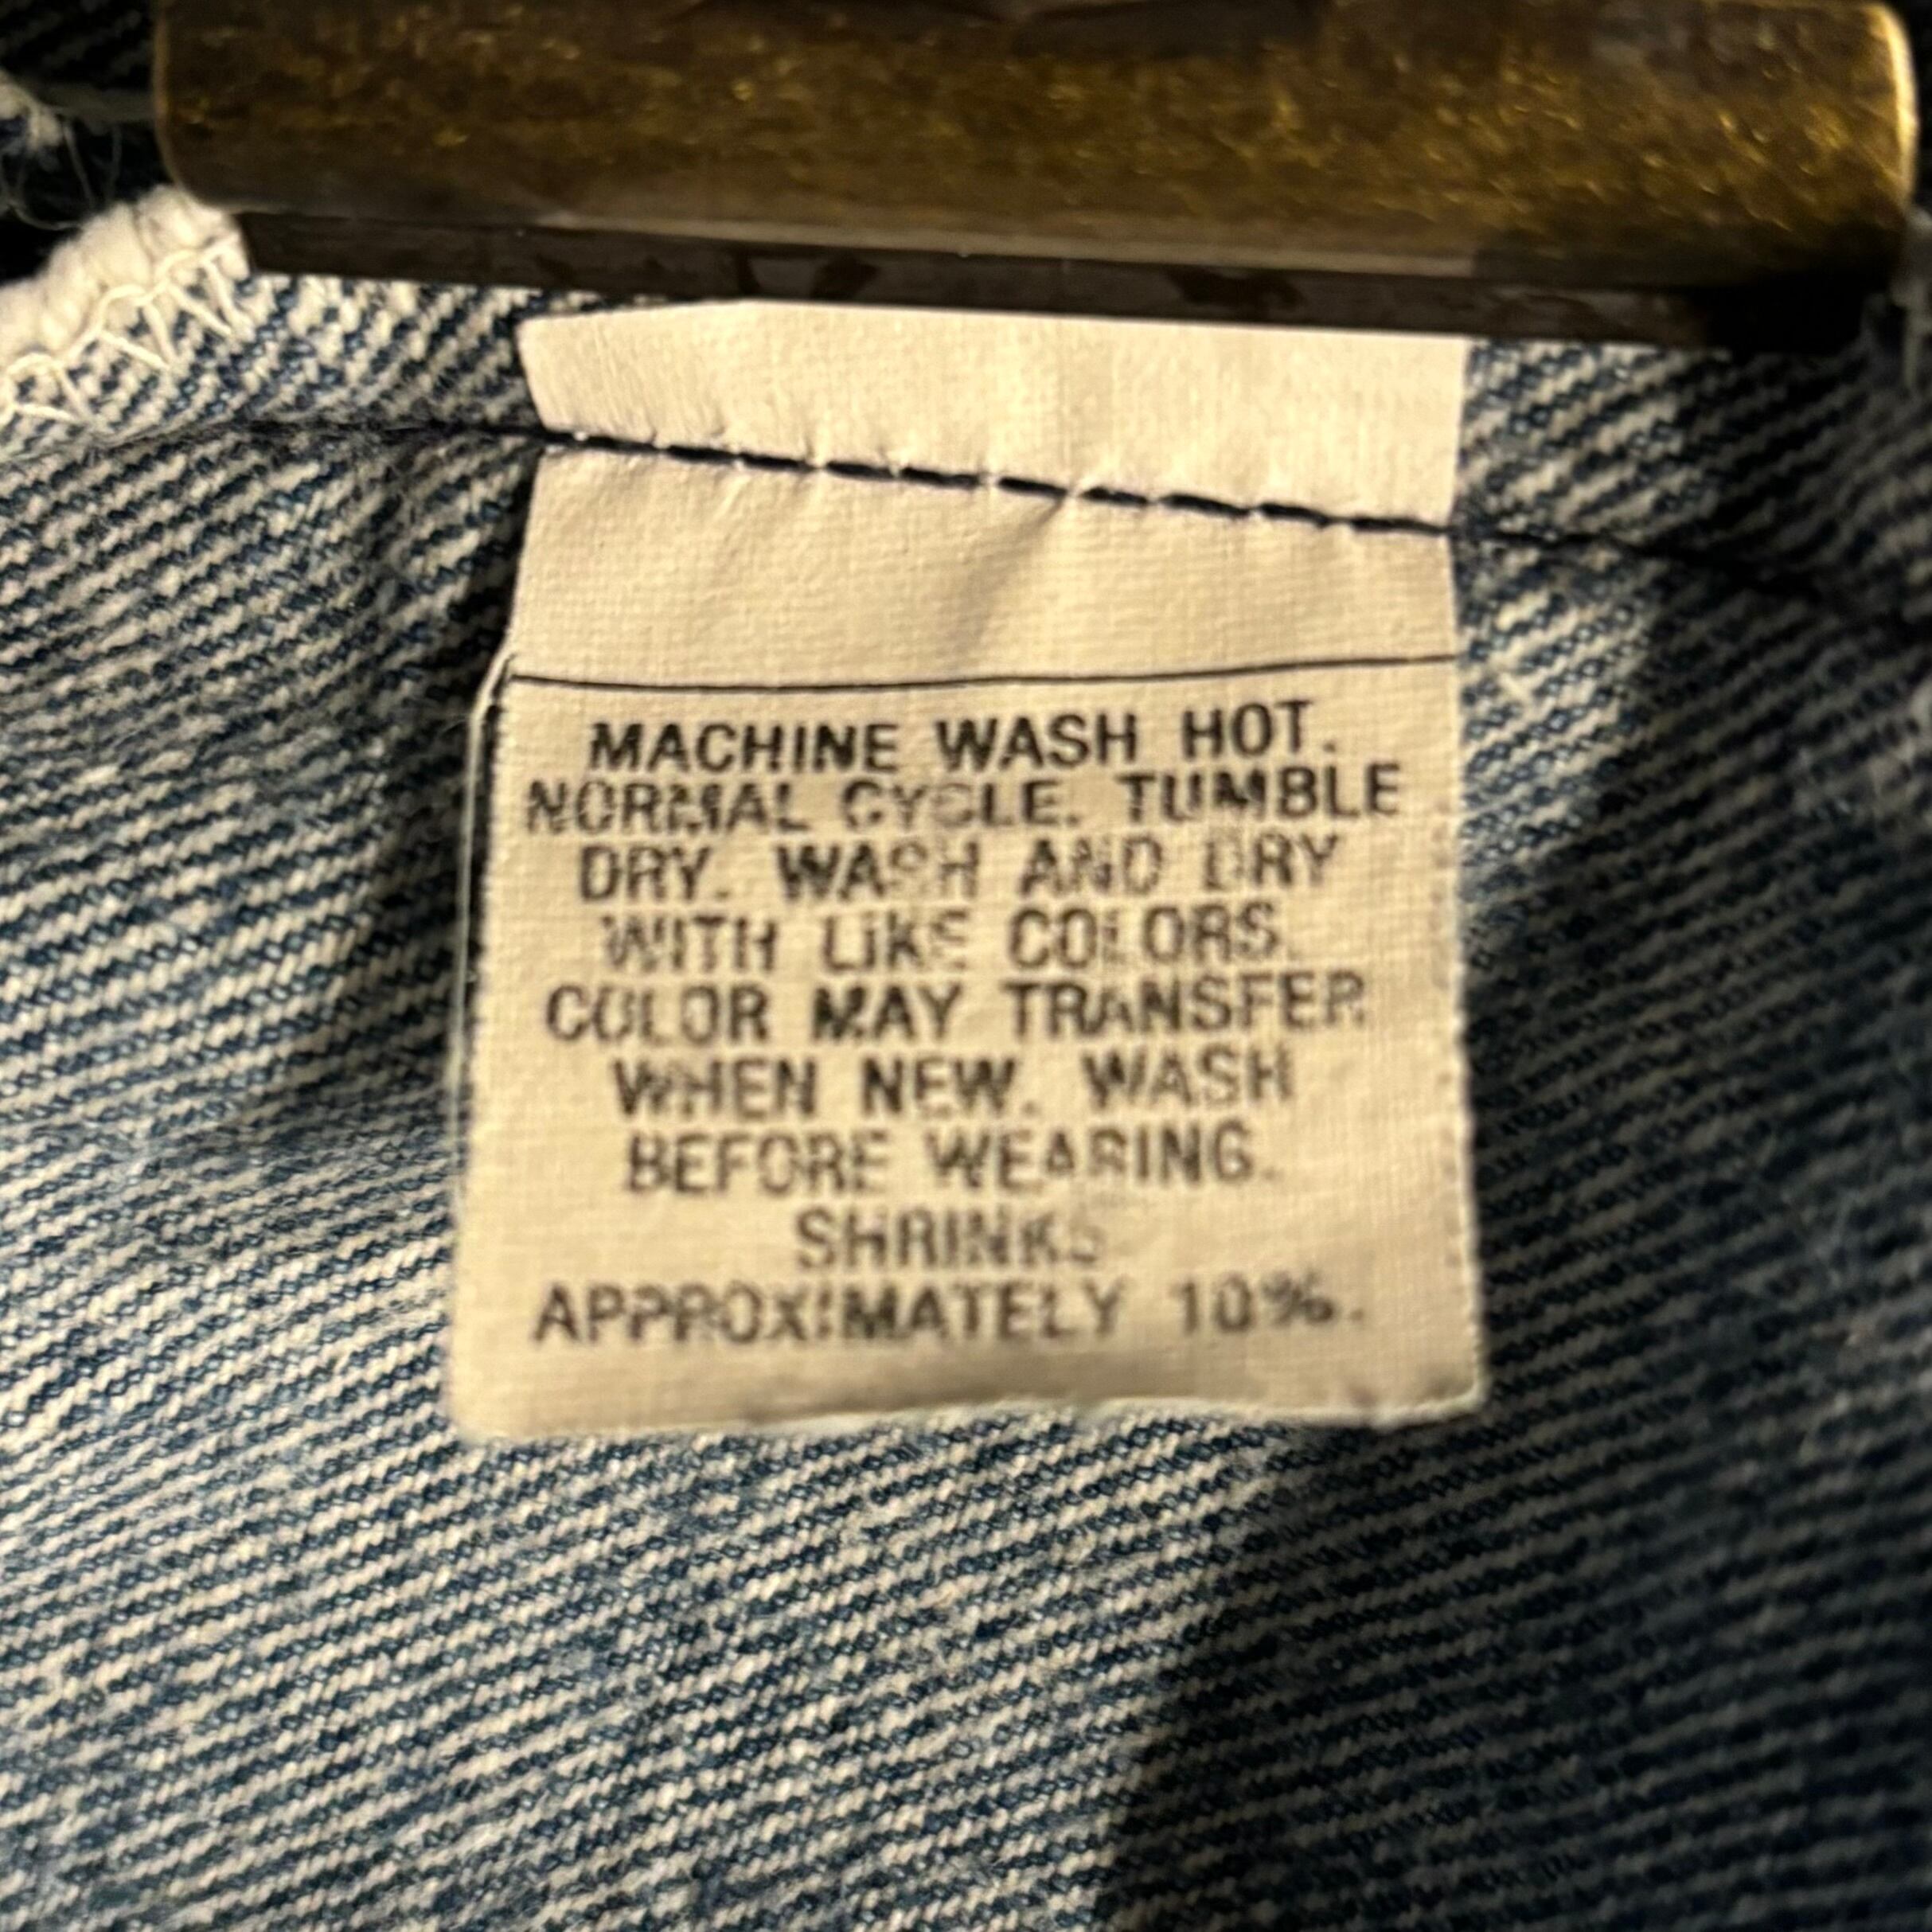 MACHINE WASH HOT.
NORMAL CYCLE. TUMBLE
DRY. WASH AND DRY
WITH LIKE COLORS.
COLOR MAY TRANSFER
WHEN NEW. WASH
BEFORE WEARING.
SHRINKS
APPROXIMATELY 10%.